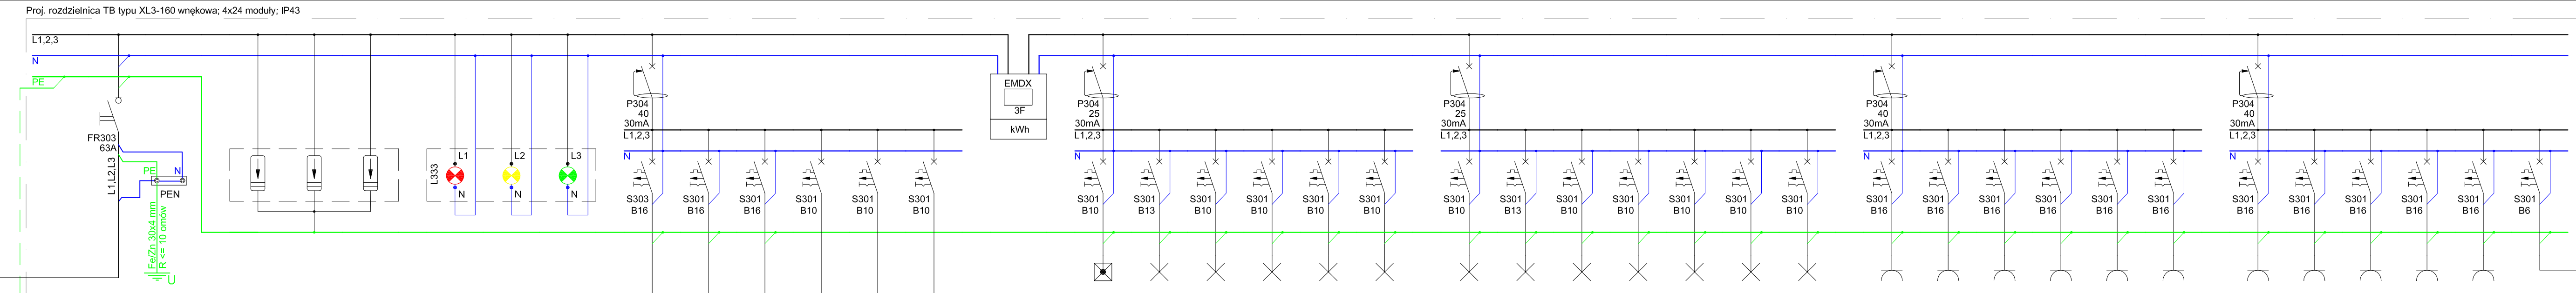 Proj. rozdzielnica TB typu XL3-160 wnękowa; 4x24 moduły; IP43
L1,2,3
N
PE
FR303
63A
L1,L2,L3
PE
N
PEN
Fe/Zn 30x4 mm
R <= 10 omów
U
L333
L1
N
L2
N
L3
N
P304
40
30mA
L1,2,3
N
S303
B16
S301
B16
S301
B16
S301
B10
S301
B10
S301
B10
EMDX
3F
kWh
P304
25
30mA
L1,2,3
N
S301
B10
S301
B13
S301
B10
S301
B10
S301
B10
S301
B10
P304
25
30mA
L1,2,3
S301
B10
S301
B13
S301
B10
S301
B10
S301
B10
S301
B10
S301
B10
P304
40
30mA
L1,2,3
N
S301
B16
S301
B16
S301
B16
S301
B16
S301
B16
S301
B16
P304
40
30mA
L1,2,3
N
S301
B16
S301
B16
S301
B16
S301
B16
S301
B16
S301
B6